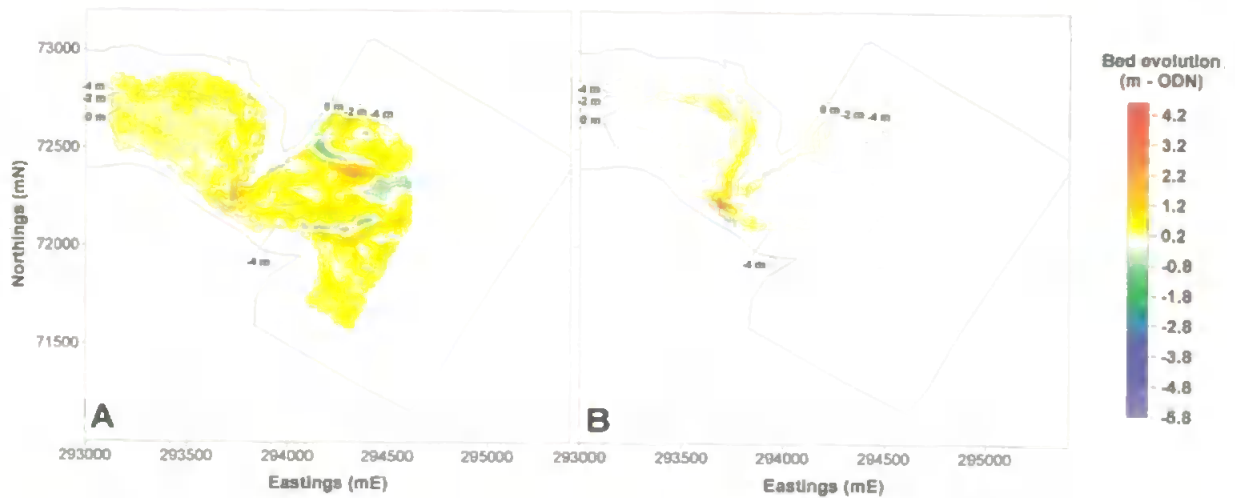 73000
72500
72000
71500
Northings (mN)
-4 m
-2 m
0 m
0 m -2 m -4 m
-4 m
A
293000 293500 294000 294500 295000
Eastings (mE)
-4 m
-2 m
0 m
0 m -2 m -4 m
-4 m
B
293000 293500 294000 294500 295000
Eastings (mE)
Bed evolution
(m - ODN)
4.2
3.2
2.2
1.2
0.2
-0.8
-1.8
-2.8
-3.8
-4.8
-5.8